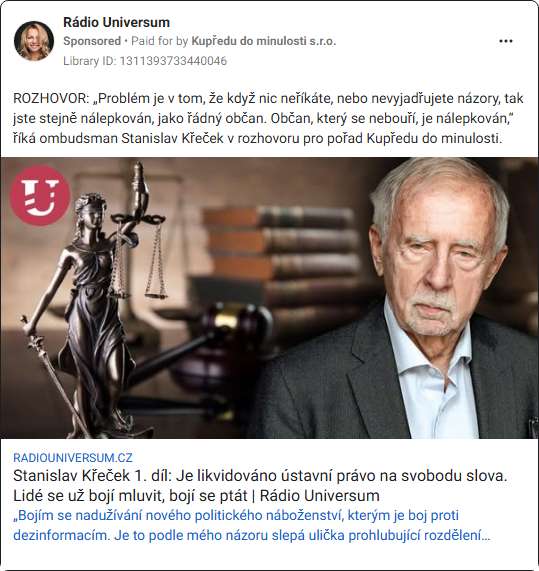 Rádio Universum
Sponsored • Paid for by Kupředu do minulosti s.r.o.
Library ID: 1311393733440046
ROZHOVOR: „Problém je v tom, že když nic neříkáte, nebo nevyjadřujete názory, tak
jste stejně nálepkován, jako řádný občan. Občan, který se nebouří, je nálepkován,“
říká ombudsman Stanislav Křeček v rozhovoru pro pořad Kupředu do minulosti.
U
RADIOUNIVERSUM.CZ
Stanislav Křeček 1. díl: Je likvidováno ústavní právo na svobodu slova.
Lidé se už bojí mluvit, bojí se ptát | Rádio Universum
„Bojím se nadužívání nového politického náboženství, kterým je boj proti
dezinformacím. Je to podle mého názoru slepá ulička prohlubující rozdělení…